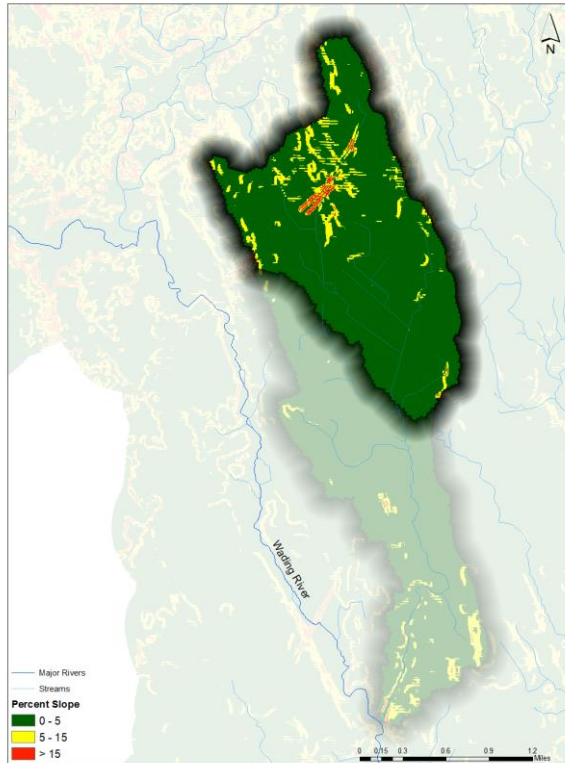 N
Wading River
Major Rivers
Streams
Percent Slope
0 - 5
5 - 15
> 15
0 0.15 0.3 0.6 0.9 1.2
Miles